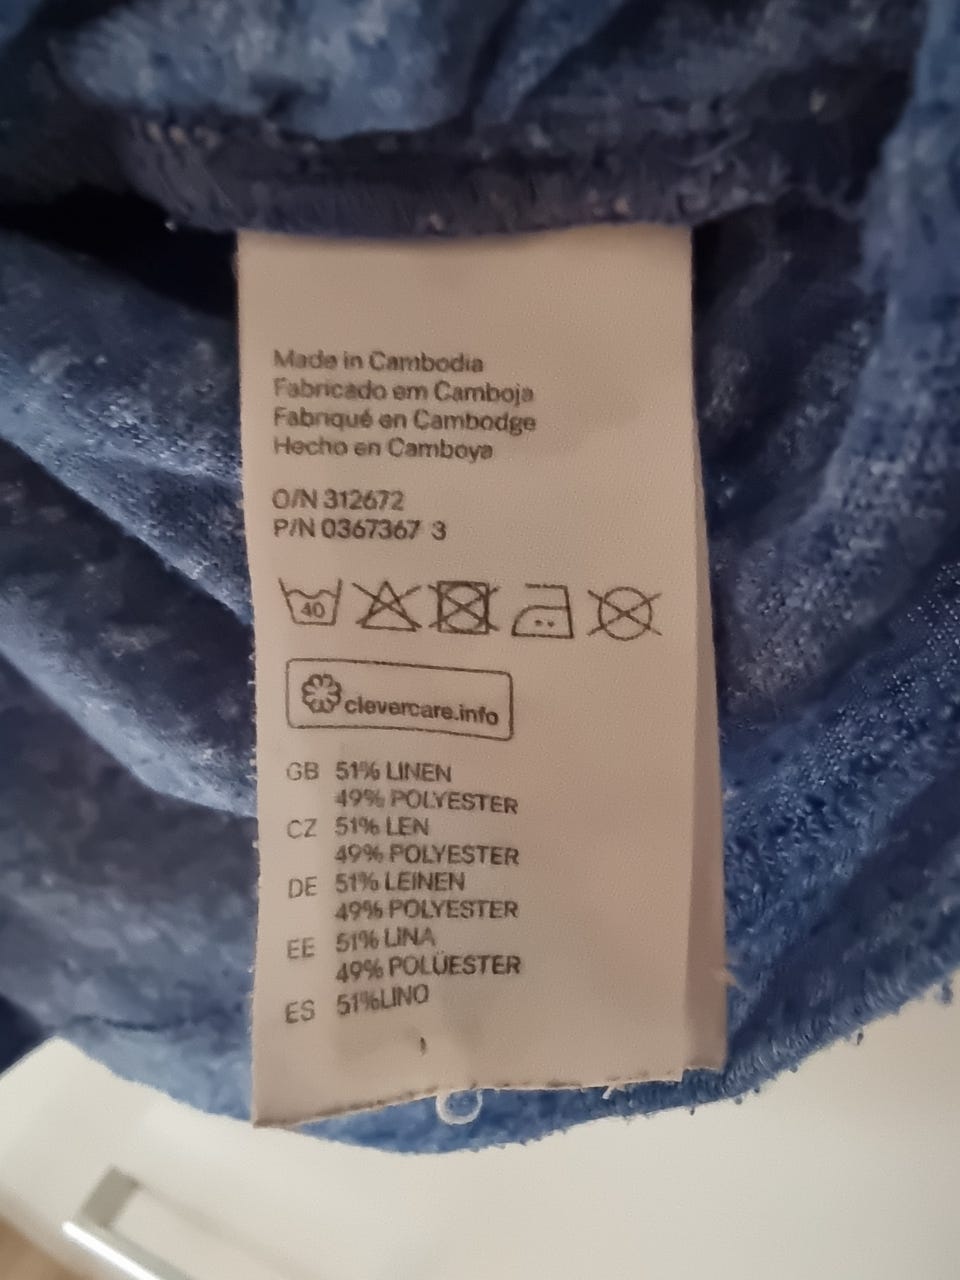 Made in Cambodia
Fabricado em Camboja
Fabriqué en Cambodge
Hecho en Camboya
O/N 312672
P/N 0367367 3
40
clevercare.info
GB 51% LINEN
49% POLYESTER
CZ 51% LEN
49% POLYESTER
DE 51% LEINEN
49% POLYESTER
EE 51% LINA
49% POLÜESTER
ES 51%LINO